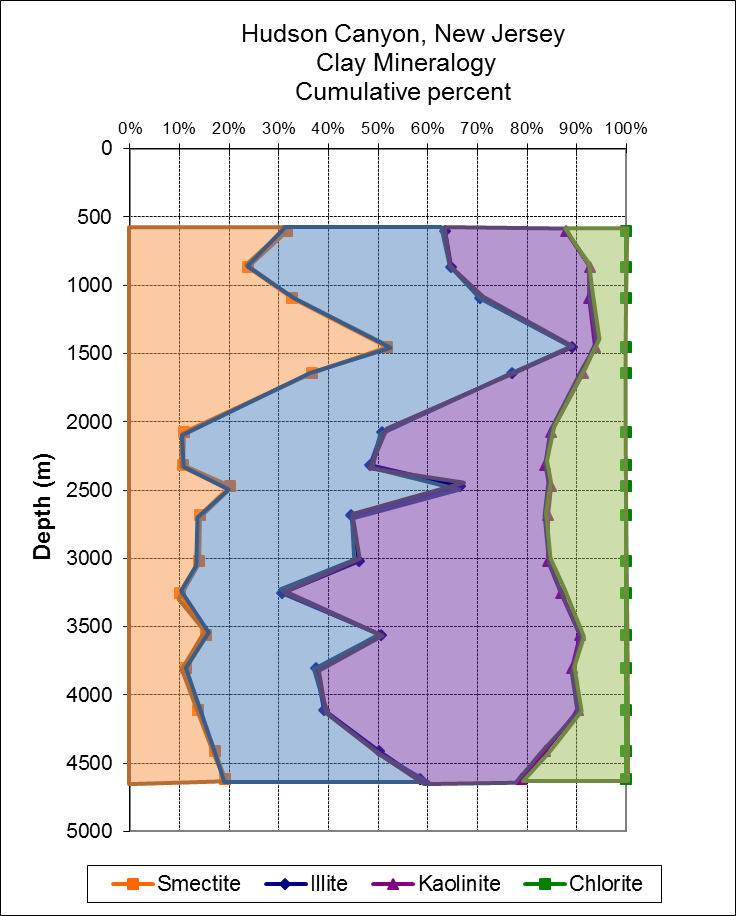 Hudson Canyon, New Jersey
Clay Mineralogy
Cumulative percent
0% 10% 20% 30% 40% 50% 60% 70% 80% 90% 100%
0
500
1000
1500
2000
2500
3000
3500
4000
4500
5000
Depth (m)
Smectite Illite Kaolinite Chlorite